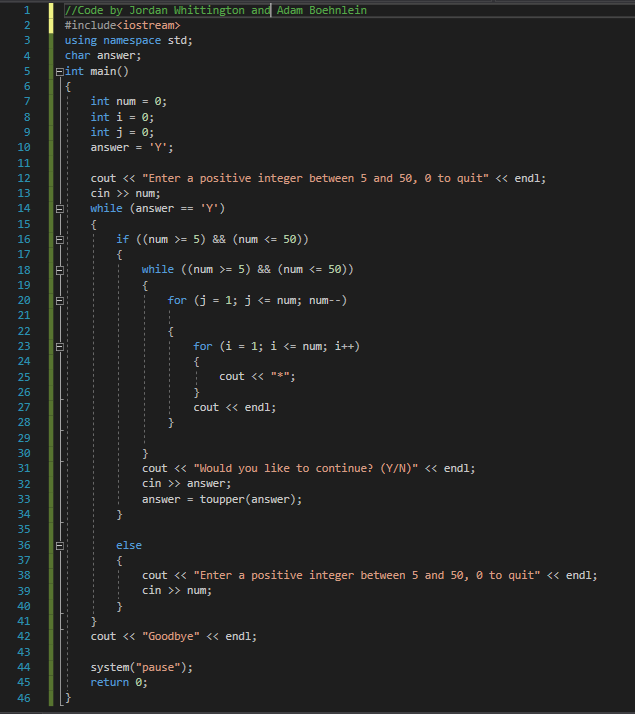 1 //Code by Jordan Whittington and Adam Boehnlein
2 #include<iostream>
3 using namespace std;
4 char answer;
5 int main()
6 {
7 int num = 0;
8 int i = 0;
9 int j = 0;
10 answer = 'Y';
11
12 cout << "Enter a positive integer between 5 and 50, 0 to quit" << endl;
13 cin >> num;
14 while (answer == 'Y')
15 {
16 if ((num >= 5) && (num <= 50))
17 {
18 while ((num >= 5) && (num <= 50))
19 {
20 for (j = 1; j <= num; num--)
21
22 {
23 for (i = 1; i <= num; i++)
24 {
25 cout << "*";
26 }
27 cout << endl;
28 }
29
30 }
31 cout << "Would you like to continue? (Y/N)" << endl;
32 cin >> answer;
33 answer = toupper(answer);
34 }
35
36 else
37 {
38 cout << "Enter a positive integer between 5 and 50, 0 to quit" << endl;
39 cin >> num;
40 }
41 }
42 cout << "Goodbye" << endl;
43
44 system("pause");
45 return 0;
46 }